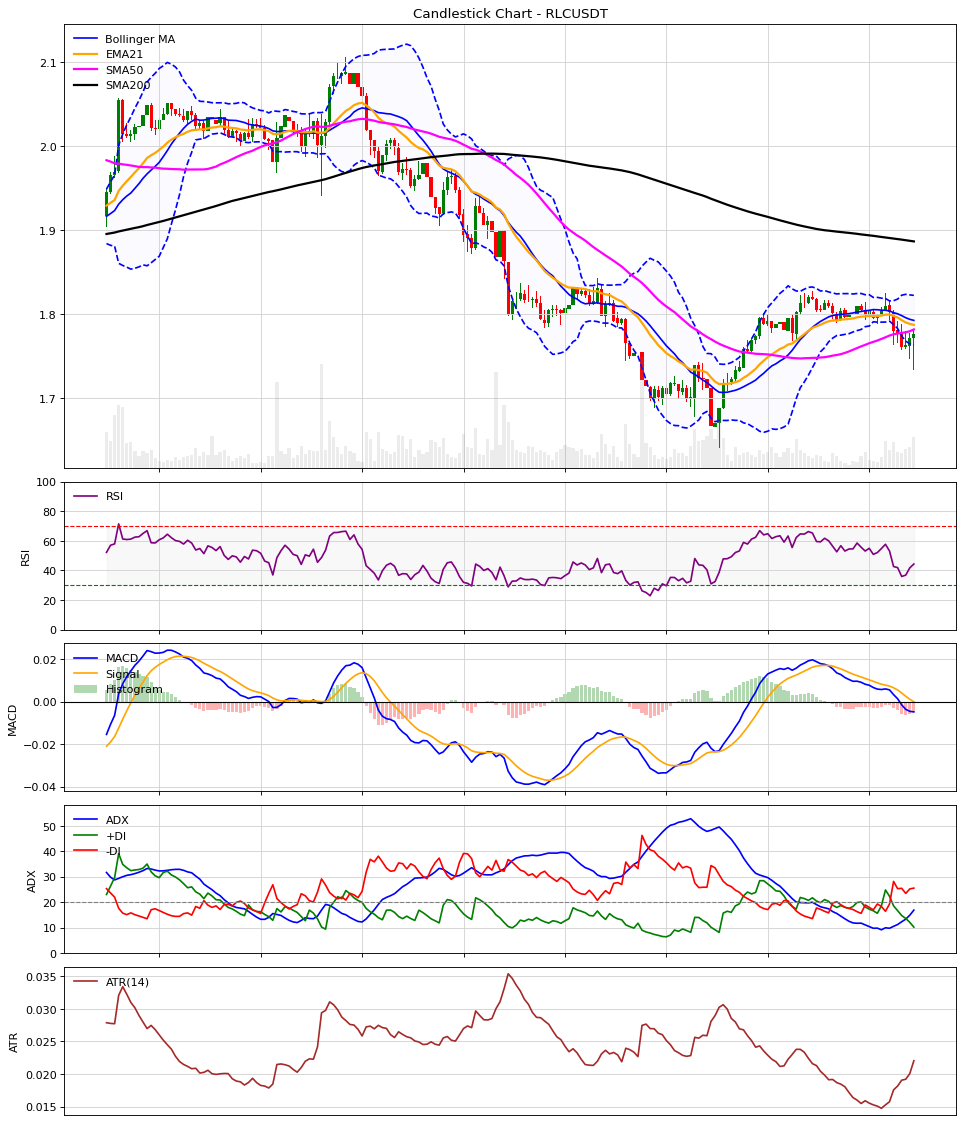 Candlestick Chart - RLCUSDT
Bollinger MA
EMA21
SMA50
SMA200
2.1
2.0
1.9
1.8
1.7
RSI
100
80
60
40
20
0
RSI
MACD
Signal
Histogram
0.02
0.00
−0.02
−0.04
MACD
ADX
+DI
-DI
50
40
30
20
10
0
ADX
ATR(14)
0.035
0.030
0.025
0.020
0.015
ATR